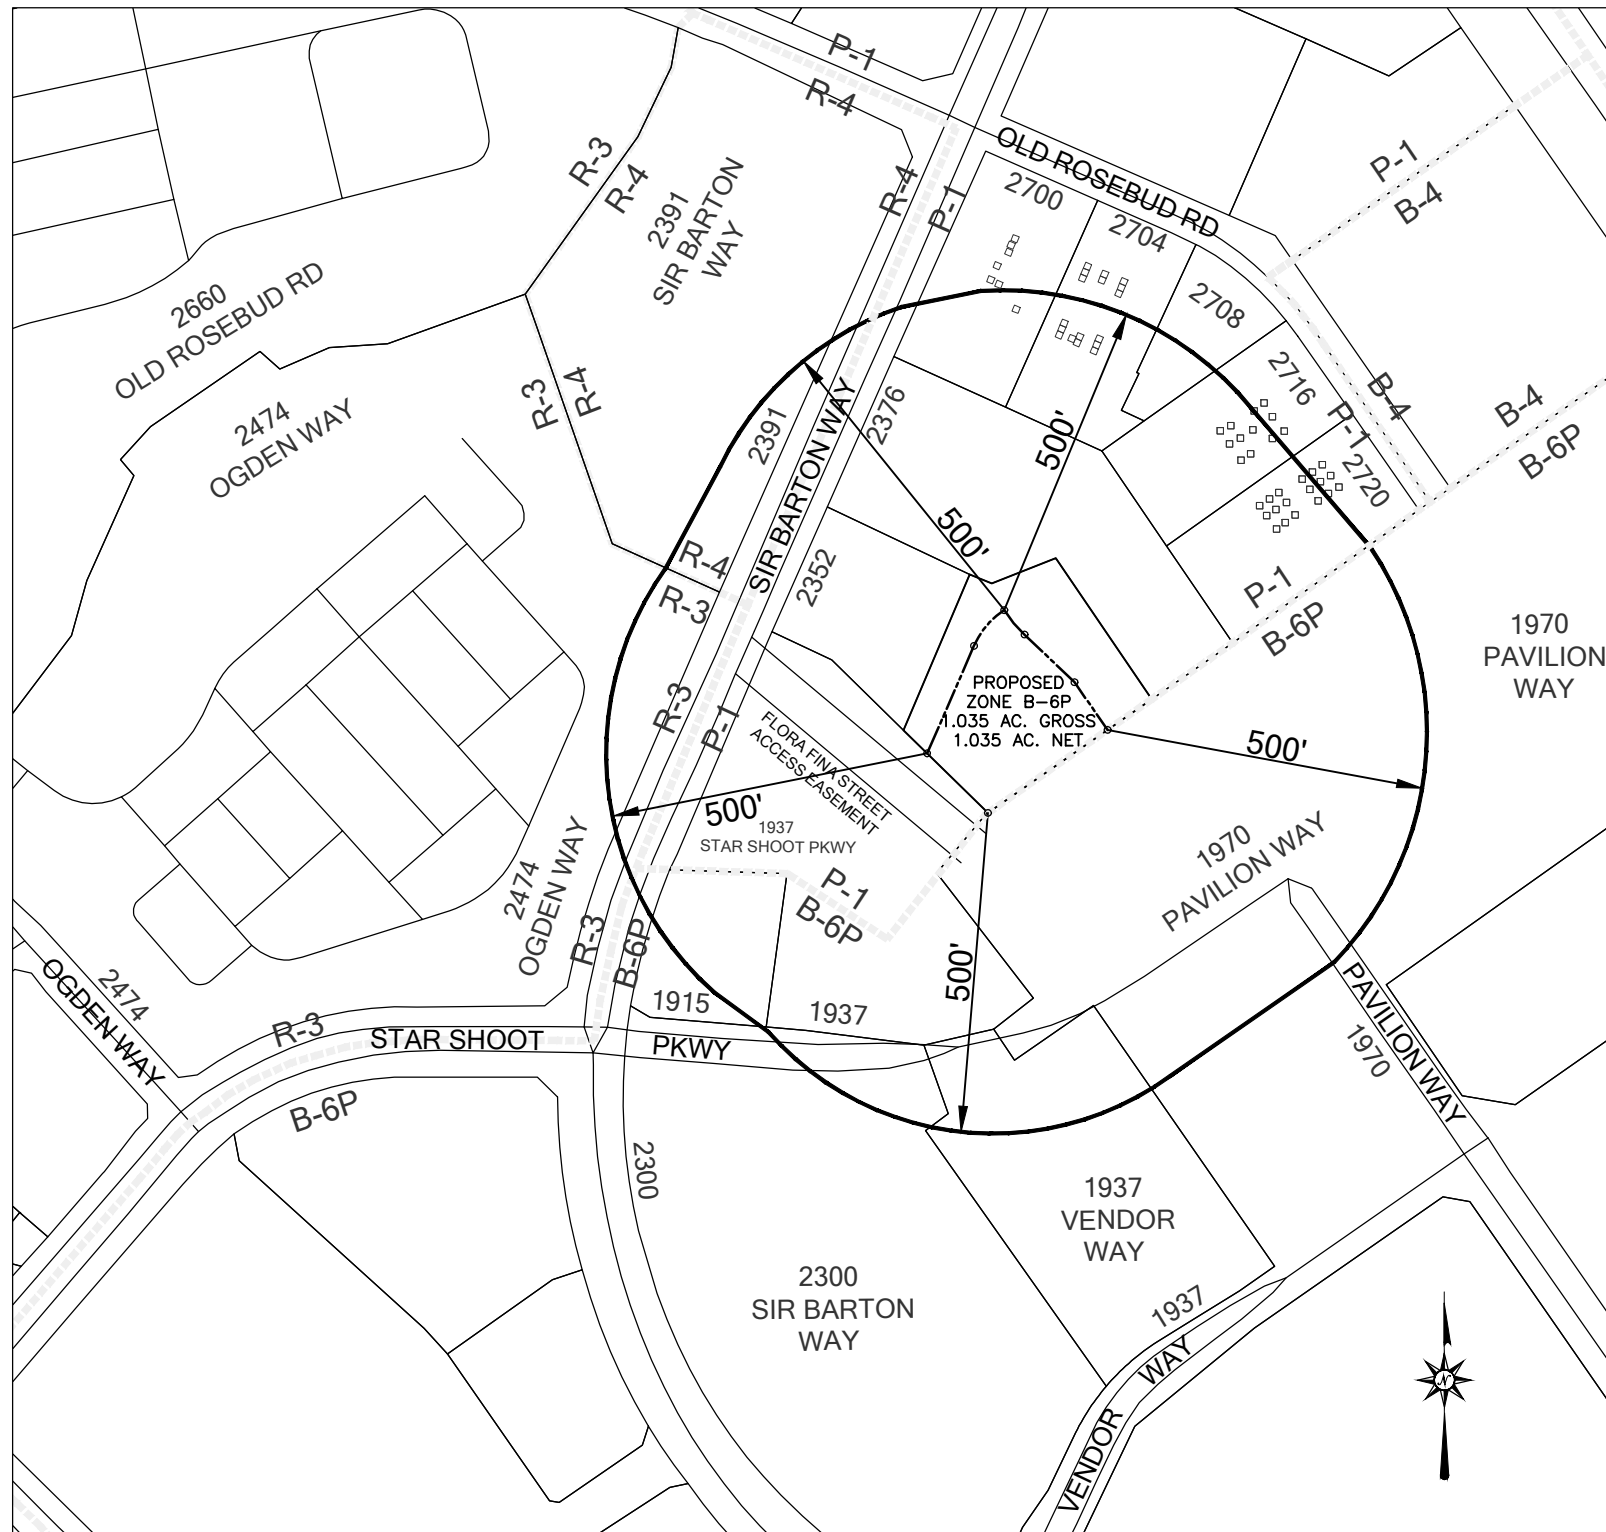 P-1
R-4
R-3
R-4
2391
SIR BARTON
WAY
R-4
P-1
OLD ROSEBUD RD
2700
2704
2708
2716
2720
P-1
B-4
P-1
B-4
B-4
B-6P
2660
OLD ROSEBUD RD
2474
OGDEN WAY
R-3
R-4
2391
SIR BARTON WAY
2376
500'
500'
R-4
R-3
2352
P-1
B-6P
1970
PAVILION
WAY
PROPOSED
ZONE B-6P
1.035 AC. GROSS
1.035 AC. NET
R-3
P-1
FLORA FINA STREET
ACCESS EASEMENT
500'
500'
1937
STAR SHOOT PKWY
1970
PAVILION WAY
P-1
B-6P
2474
OGDEN WAY
R-3
B-6P
500'
OGDEN WAY
2474
R-3
STAR SHOOT
PKWY
1915
1937
PAVILION WAY
1970
B-6P
2300
1937
VENDOR
WAY
2300
SIR BARTON
WAY
1937
VENDOR
WAY
N